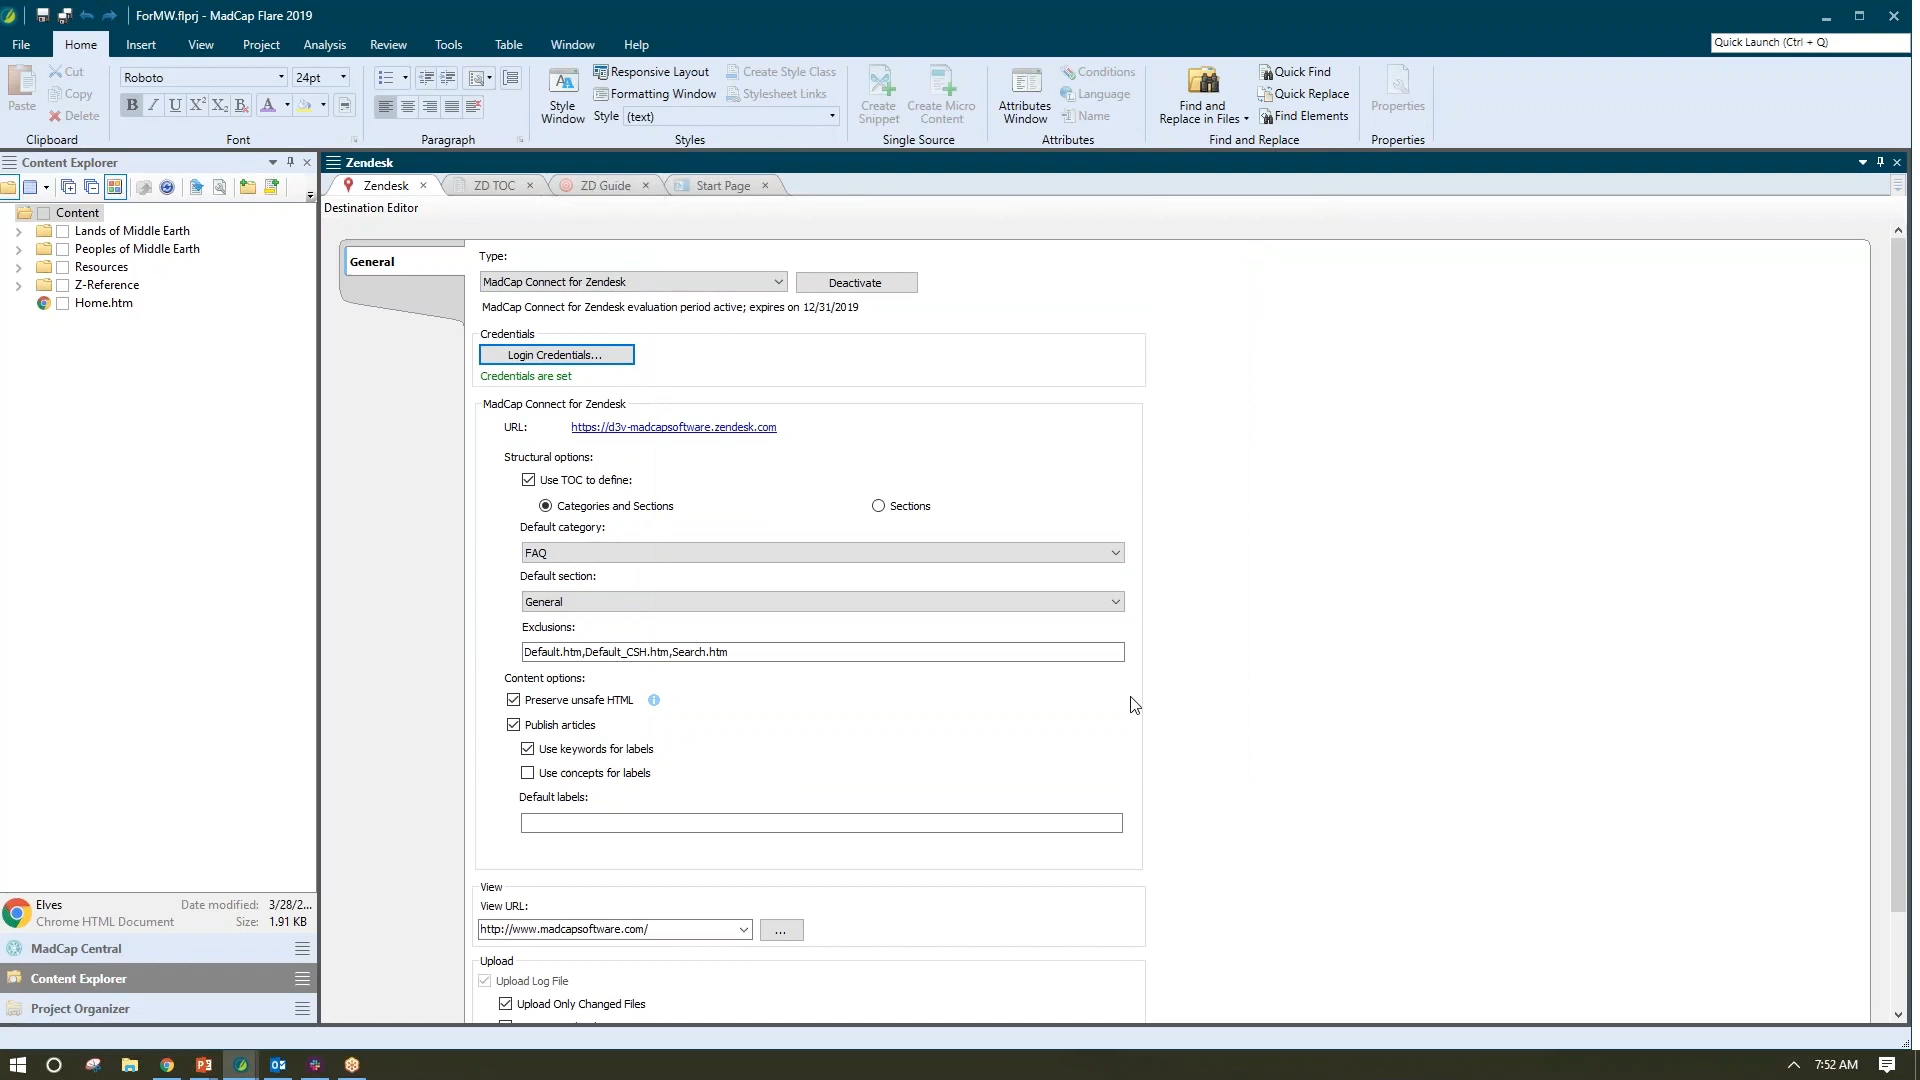 ForMW.flprj - MadCap Flare 2019
File Home Insert View Project Analysis Review Tools Table Window Help
Quick Launch (Ctrl + Q)
Paste
Cut
Copy
Delete
Clipboard
Roboto 24pt
B I U X² X₂
Font
Paragraph
Style Window
Responsive Layout
Formatting Window
Style (text)
Create Style Class
Stylesheet Links
Styles
Create Snippet
Create Micro Content
Single Source
Attributes Window
Conditions
Language
Name
Attributes
Find and Replace in Files
Quick Find
Quick Replace
Find Elements
Find and Replace
Properties
Properties
Content Explorer
Content
Lands of Middle Earth
Peoples of Middle Earth
Resources
Z-Reference
Home.htm
Elves Date modified: 3/28/2...
Chrome HTML Document Size: 1.91 KB
MadCap Central
Content Explorer
Project Organizer
Zendesk
Zendesk ZD TOC ZD Guide Start Page
Destination Editor
General
Type:
MadCap Connect for Zendesk Deactivate
MadCap Connect for Zendesk evaluation period active; expires on 12/31/2019
Credentials
Login Credentials...
Credentials are set
MadCap Connect for Zendesk
URL: https://d3v-madcapsoftware.zendesk.com
Structural options:
Use TOC to define:
Categories and Sections Sections
Default category:
FAQ
Default section:
General
Exclusions:
Default.htm,Default_CSH.htm,Search.htm
Content options:
Preserve unsafe HTML
Publish articles
Use keywords for labels
Use concepts for labels
Default labels:
View
View URL:
http://www.madcapsoftware.com/ ...
Upload
Upload Log File
Upload Only Changed Files
7:52 AM